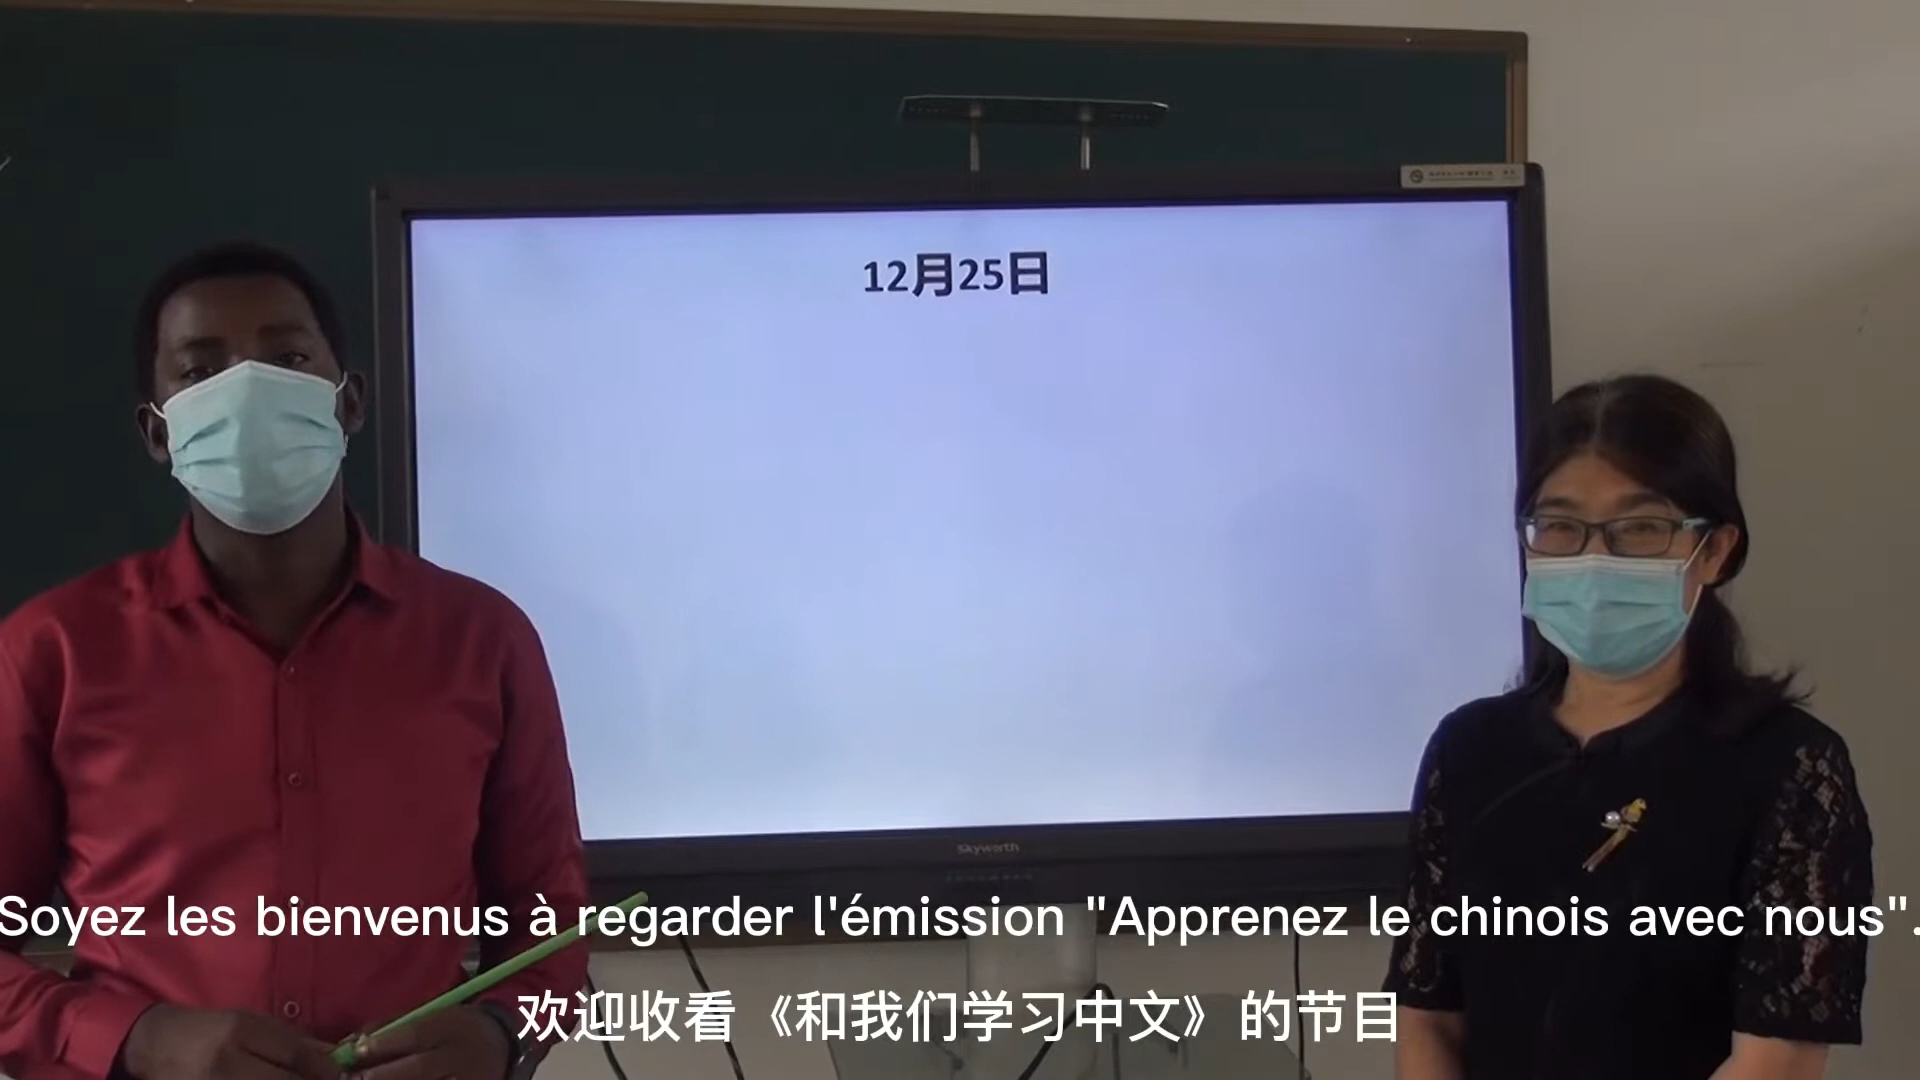 12月25日
Skyworth
Soyez les bienvenus à regarder l'émission "Apprenez le chinois avec nous".
欢迎收看《和我们学习中文》的节目